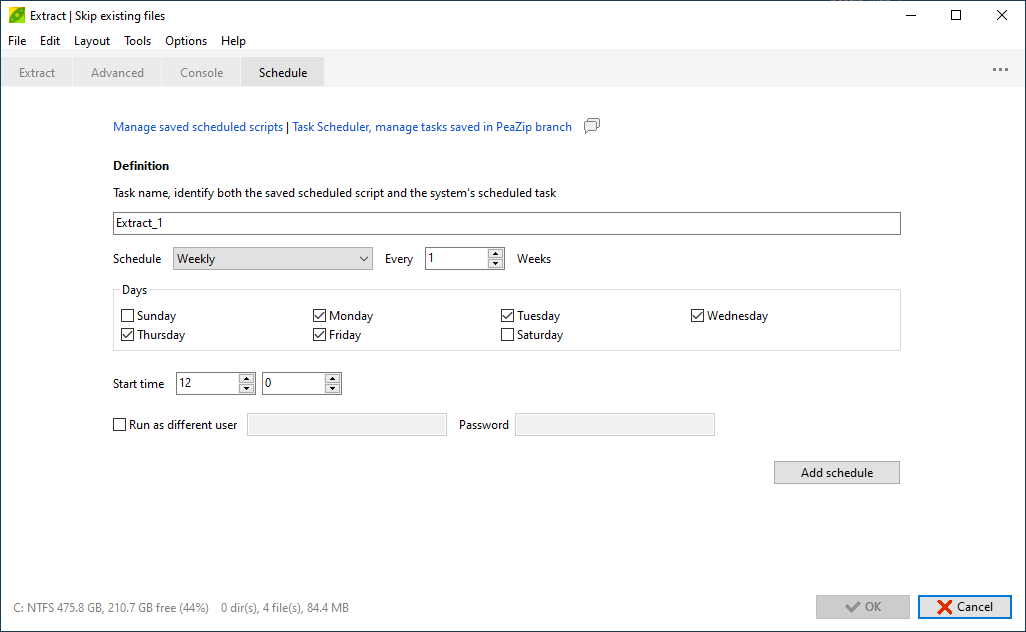 Extract | Skip existing files
File Edit Layout Tools Options Help
Extract Advanced Console Schedule
Manage saved scheduled scripts | Task Scheduler, manage tasks saved in PeaZip branch
Definition
Task name, identify both the saved scheduled script and the system's scheduled task
Extract_1
Schedule Weekly Every 1 Weeks
Days
Sunday Monday Tuesday Wednesday
Thursday Friday Saturday
Start time 12 0
Run as different user Password
Add schedule
C: NTFS 475.8 GB, 210.7 GB free (44%) 0 dir(s), 4 file(s), 84.4 MB OK Cancel